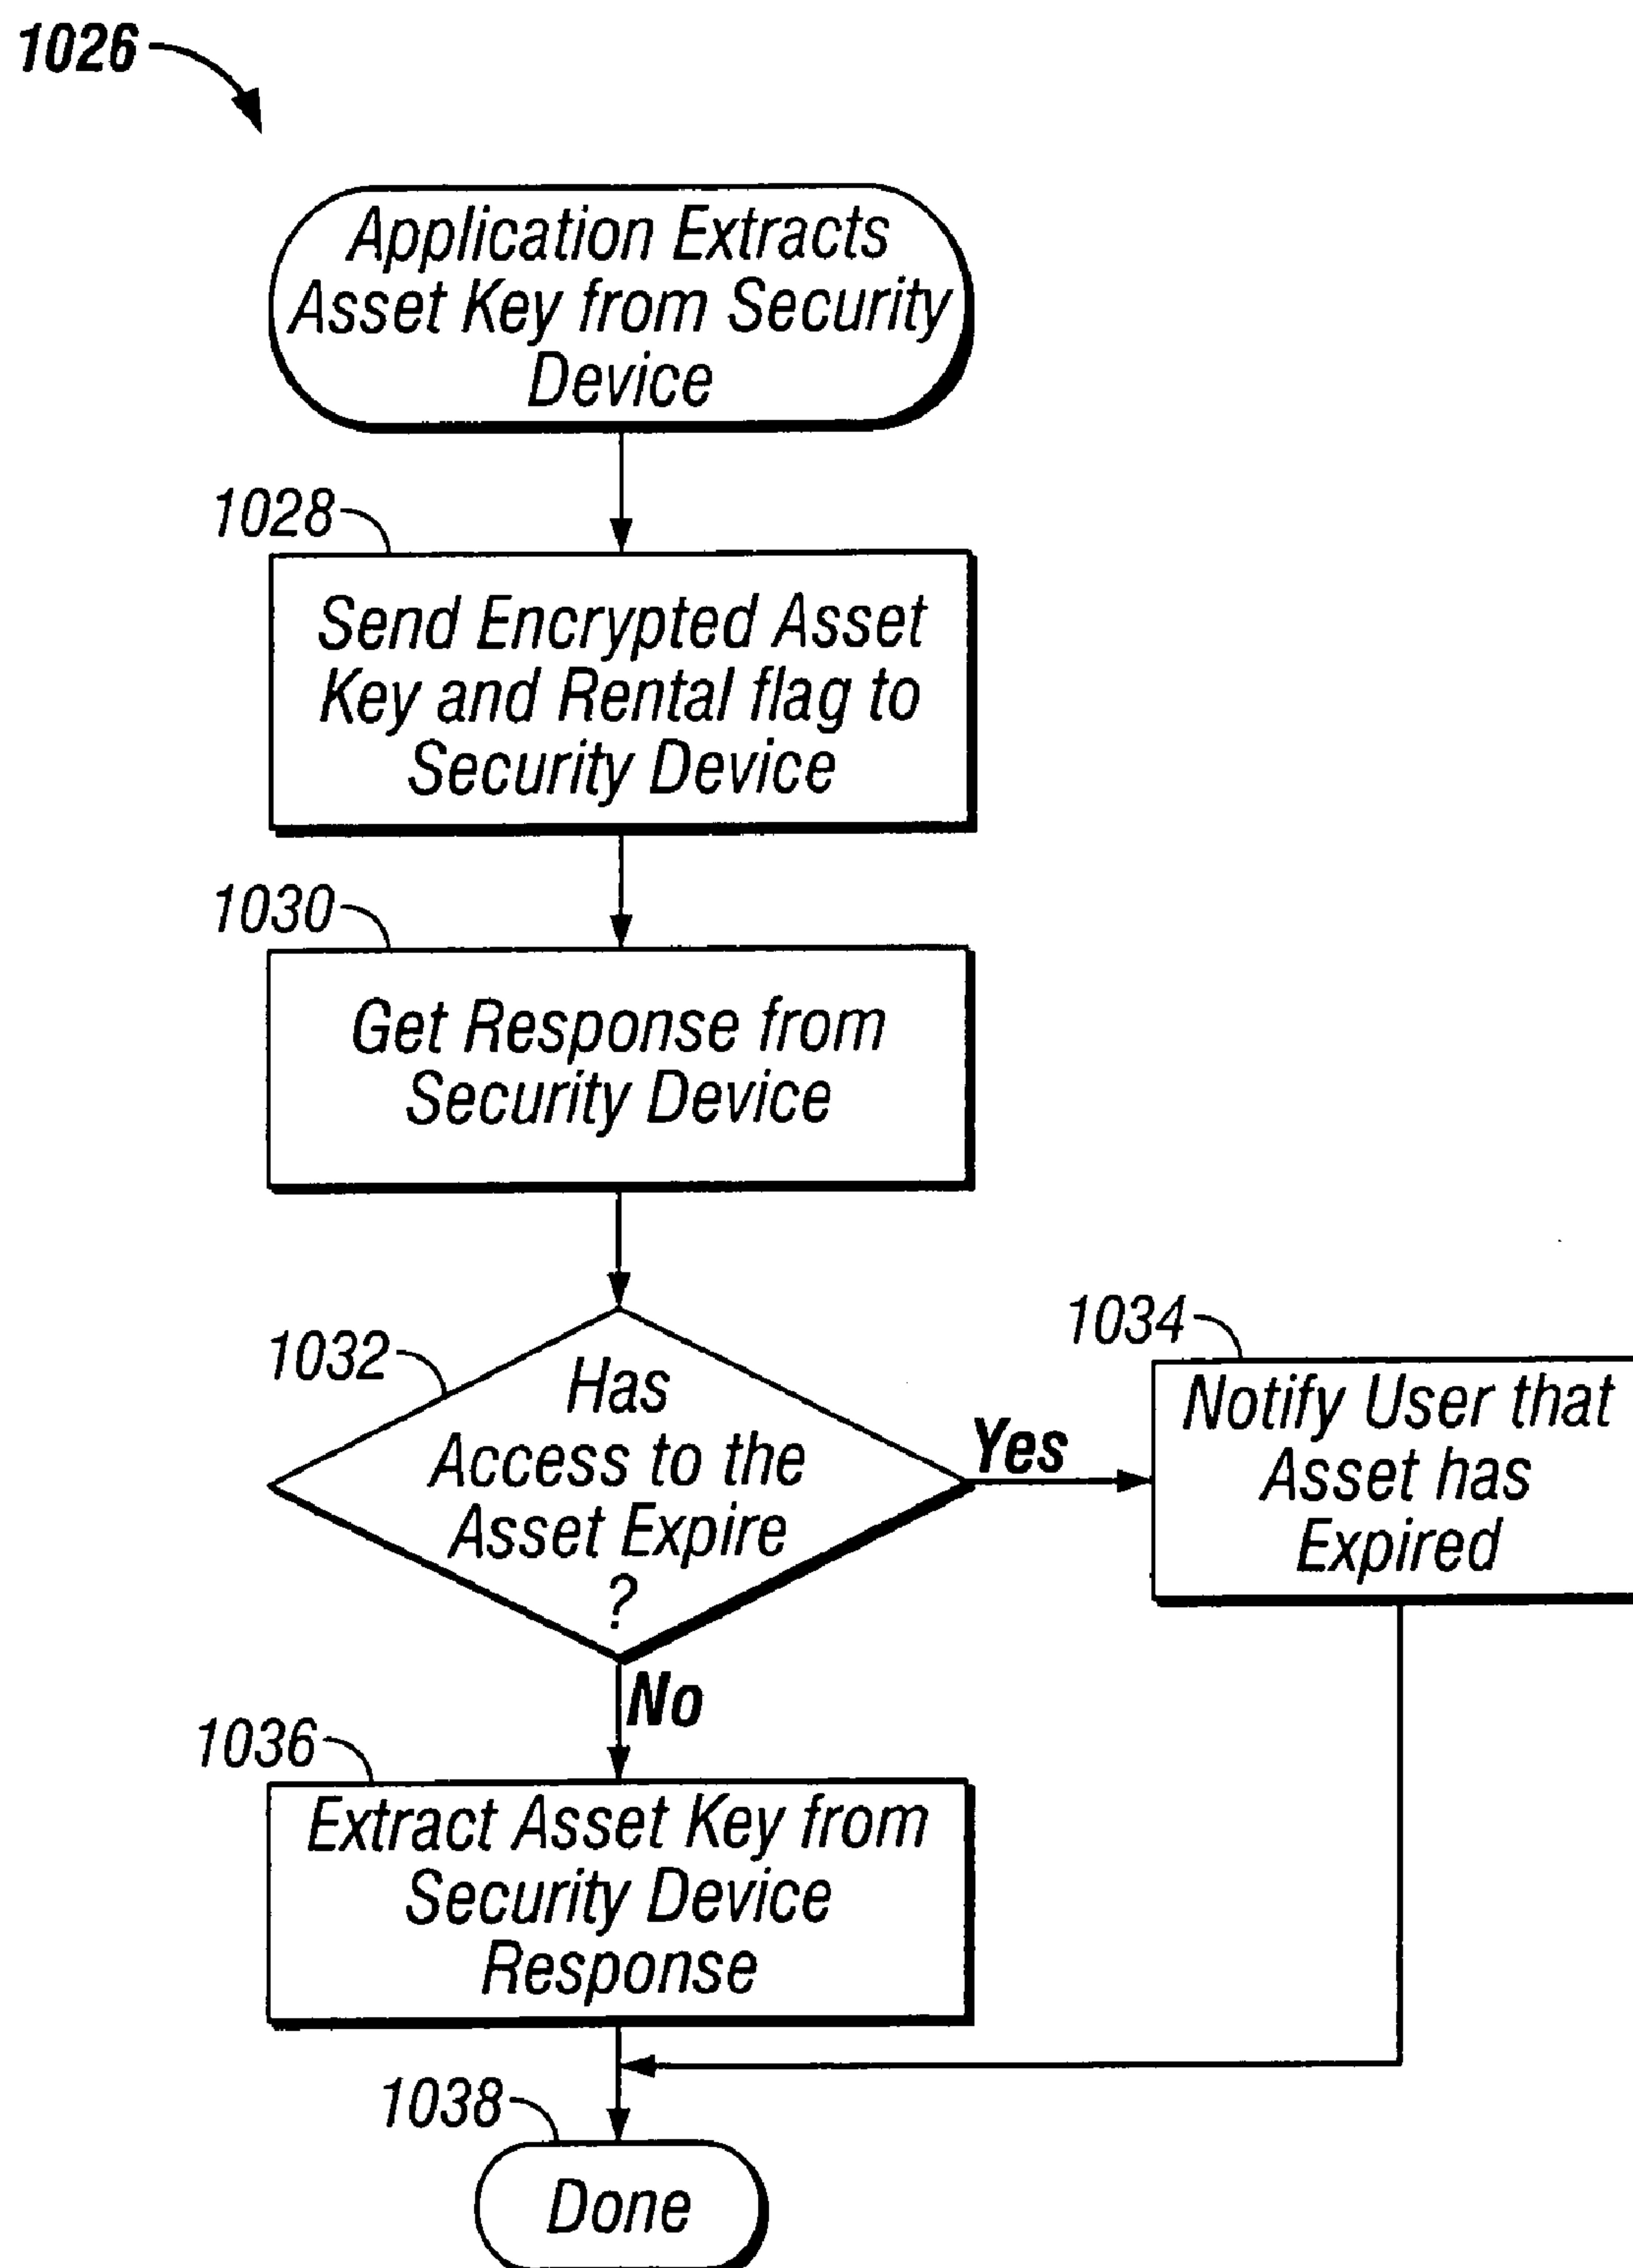 1026
Application Extracts
Asset Key from Security
Device
1028
Send Encrypted Asset
Key and Rental flag to
Security Device
1030
Get Response from
Security Device
1032
Has
Access to the
Asset Expire
?
Yes
1034
Notify User that
Asset has
Expired
No
1036
Extract Asset Key from
Security Device
Response
1038
Done